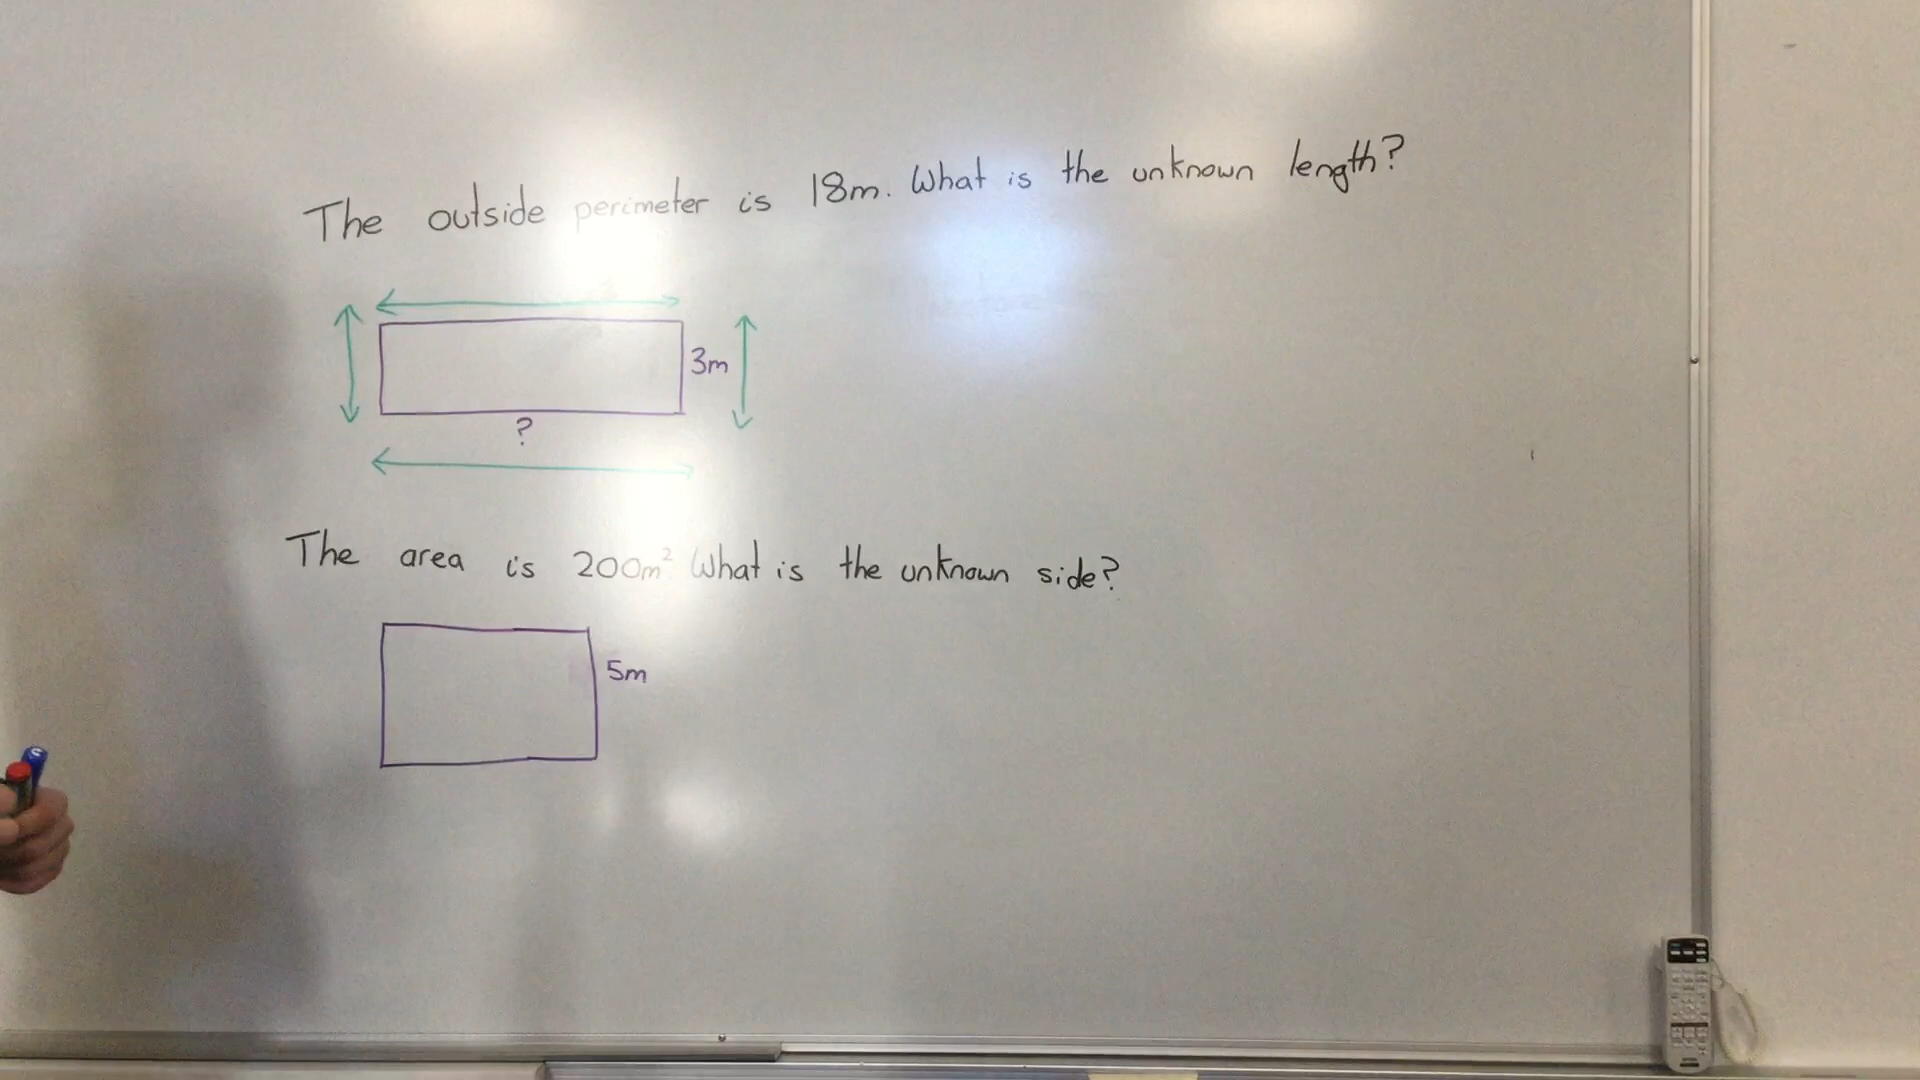 The outside perimeter is 18m. What is the unknown length?
3m
?
The area is 200m². What is the unknown side?
5m